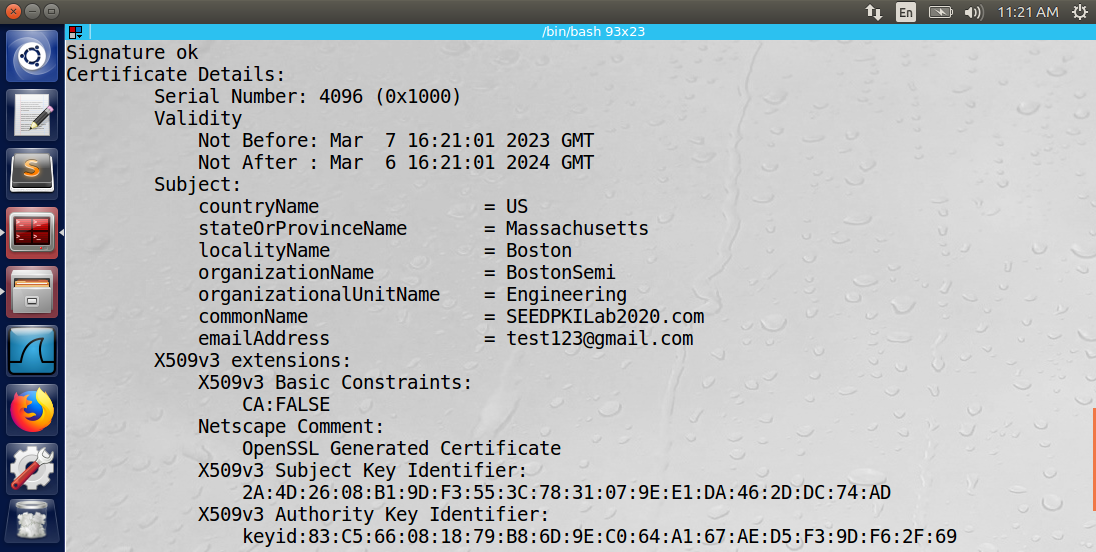 En
11:21 AM
/bin/bash 93x23
Signature ok
Certificate Details:
        Serial Number: 4096 (0x1000)
        Validity
            Not Before: Mar  7 16:21:01 2023 GMT
            Not After : Mar  6 16:21:01 2024 GMT
        Subject:
            countryName               = US
            stateOrProvinceName       = Massachusetts
            localityName              = Boston
            organizationName          = BostonSemi
            organizationalUnitName    = Engineering
            commonName                = SEEDPKILab2020.com
            emailAddress              = test123@gmail.com
        X509v3 extensions:
            X509v3 Basic Constraints:
                CA:FALSE
            Netscape Comment:
                OpenSSL Generated Certificate
            X509v3 Subject Key Identifier:
                2A:4D:26:08:B1:9D:F3:55:3C:78:31:07:9E:E1:DA:46:2D:DC:74:AD
            X509v3 Authority Key Identifier:
                keyid:83:C5:66:08:18:79:B8:6D:9E:C0:64:A1:67:AE:D5:F3:9D:F6:2F:69